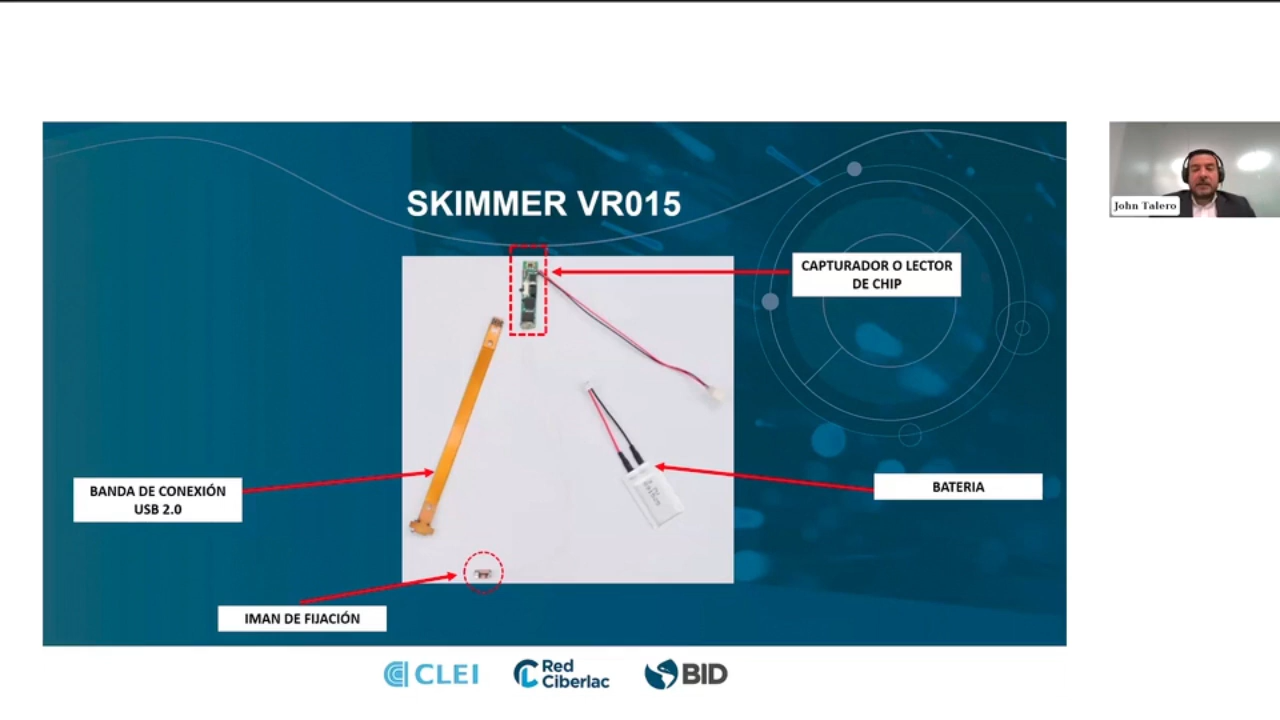 SKIMMER VR015
CAPTURADOR O LECTOR
DE CHIP
John Talero
BANDA DE CONEXIÓN
USB 2.0
BATERIA
IMAN DE FIJACIÓN
CLEI
Red
Ciberlac
BID